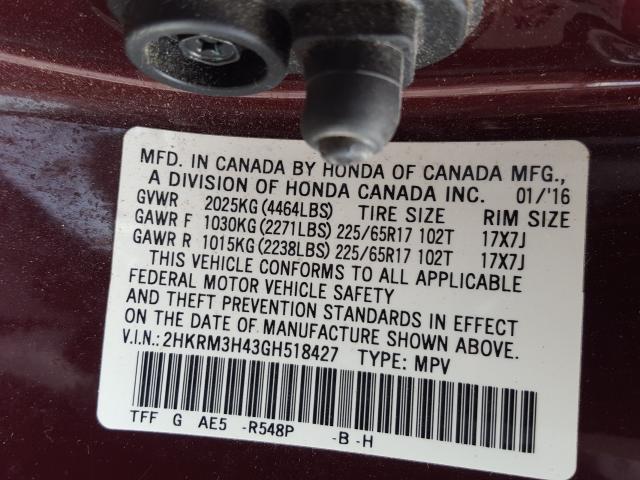 MFD. IN CANADA BY HONDA OF CANADA MFG.,
A DIVISION OF HONDA CANADA INC. 01/'16
GVWR 2025KG (4464LBS) TIRE SIZE RIM SIZE
GAWR F 1030KG (2271LBS) 225/65R17 102T 17X7J
GAWR R 1015KG (2238LBS) 225/65R17 102T 17X7J
THIS VEHICLE CONFORMS TO ALL APPLICABLE
FEDERAL MOTOR VEHICLE SAFETY
AND THEFT PREVENTION STANDARDS IN EFFECT
ON THE DATE OF MANUFACTURE SHOWN ABOVE.
V.I.N.: 2HKRM3H43GH518427 TYPE: MPV
TFF G AE5 -R548P -B -H